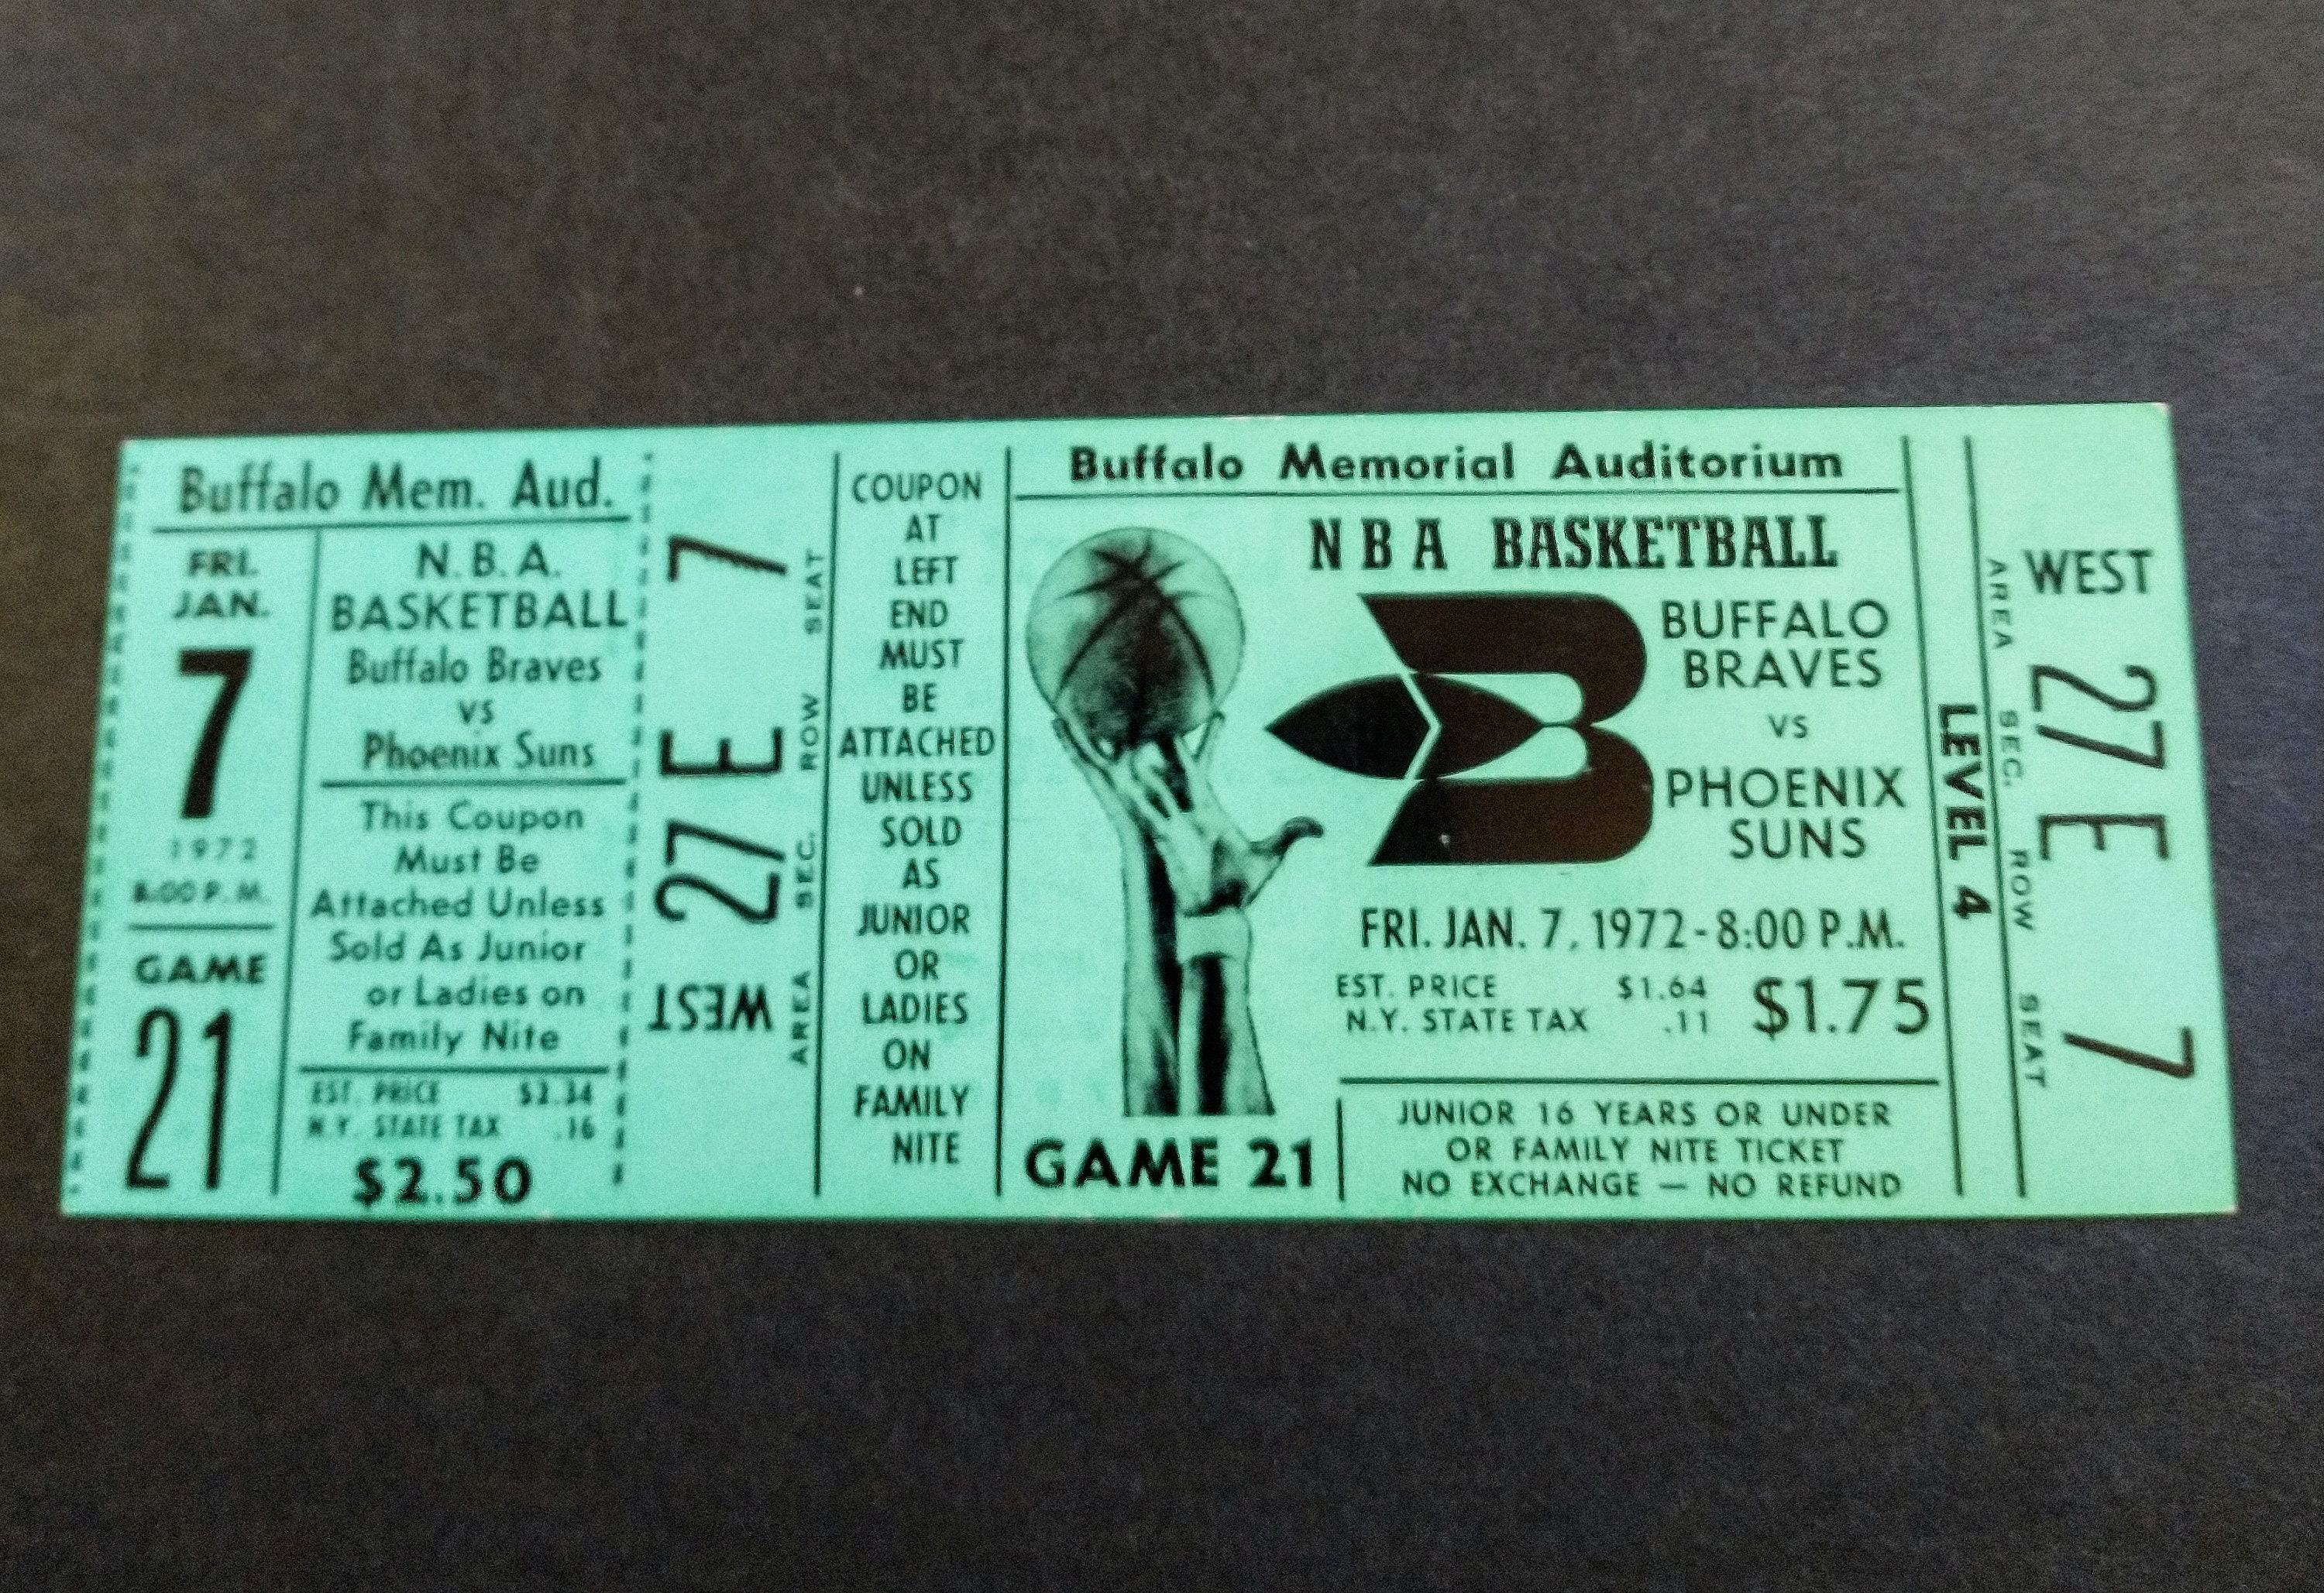 Buffalo Mem. Aud.
FRI.
JAN.
7
1972
8:00 P.M.
GAME
21
N.B.A.
BASKETBALL
Buffalo Braves
vs
Phoenix Suns
This Coupon
Must Be
Attached Unless
Sold As Junior
or Ladies on
Family Nite
EST. PRICE $2.34
N.Y. STATE TAX .16
$2.50
WEST 27 E 7
AREA SEC. ROW SEAT
COUPON
AT
LEFT
END
MUST
BE
ATTACHED
UNLESS
SOLD
AS
JUNIOR
OR
LADIES
ON
FAMILY
NITE
Buffalo Memorial Auditorium
NBA BASKETBALL
B
BUFFALO
BRAVES
VS
PHOENIX
SUNS
FRI. JAN. 7, 1972-8:00 P.M.
EST. PRICE $1.64
N.Y. STATE TAX .11
$1.75
GAME 21
JUNIOR 16 YEARS OR UNDER
OR FAMILY NITE TICKET
NO EXCHANGE — NO REFUND
LEVEL 4
AREA SEC. ROW SEAT
WEST 27 E 7